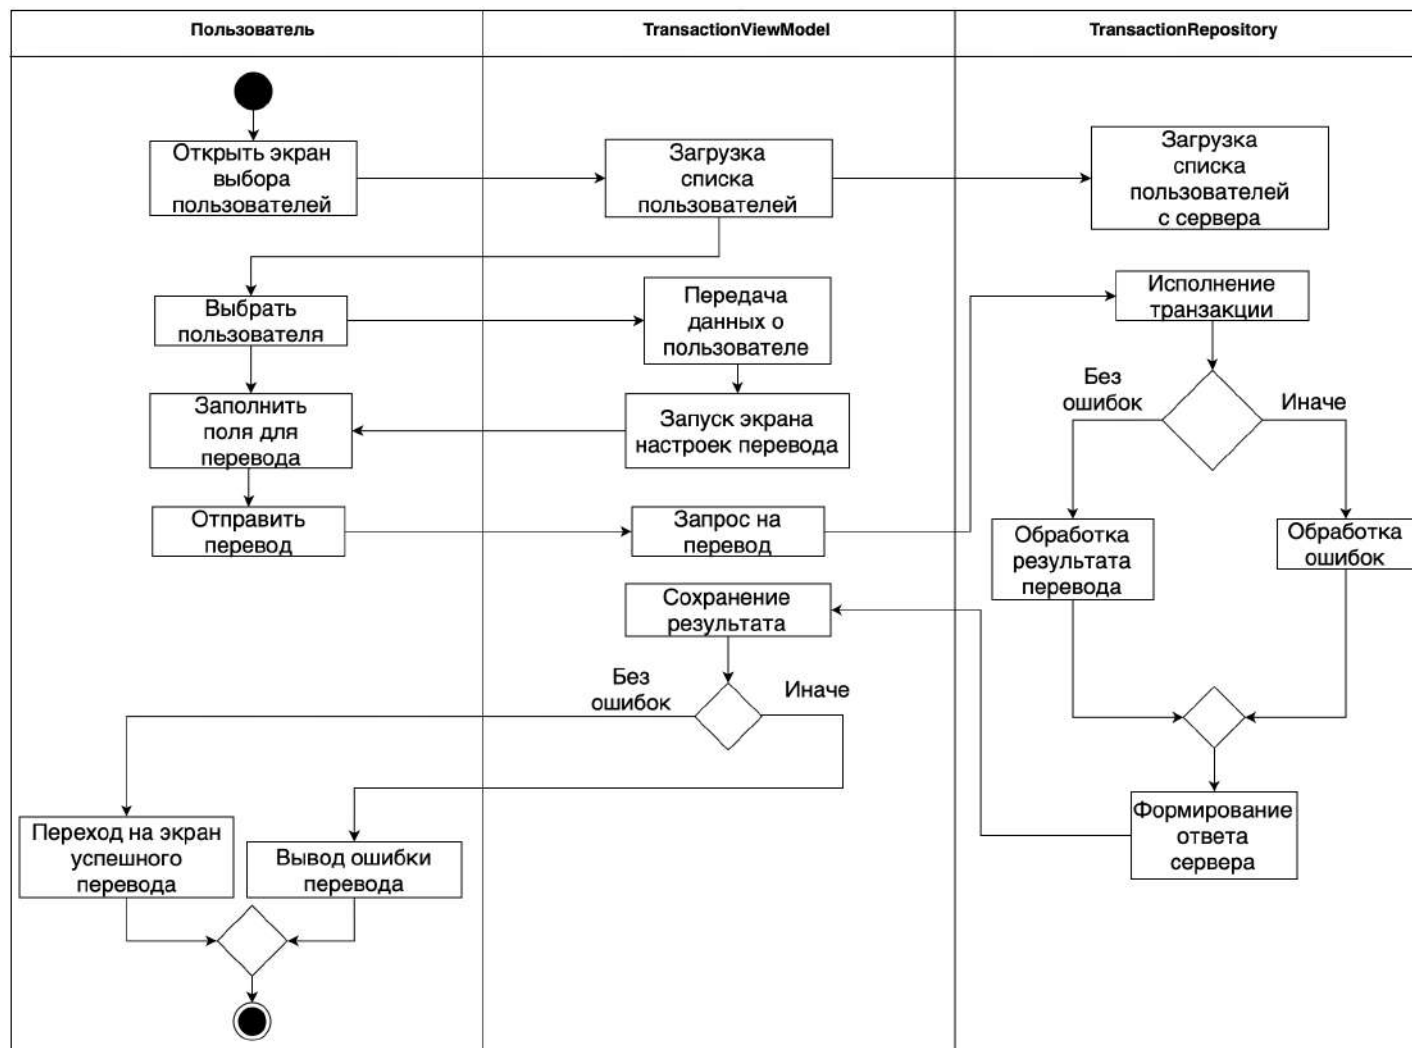 Пользователь
TransactionViewModel
TransactionRepository
Открыть экран
выбора
пользователей
Загрузка
списка
пользователей
Загрузка
списка
пользователей
с сервера
Выбрать
пользователя
Передача
данных о
пользователе
Исполнение
транзакции
Без
ошибок
Иначе
Заполнить
поля для
перевода
Запуск экрана
настроек перевода
Отправить
перевод
Запрос на
перевод
Обработка
результата
перевода
Обработка
ошибок
Сохранение
результата
Без
ошибок
Иначе
Переход на экран
успешного
перевода
Вывод ошибки
перевода
Формирование
ответа
сервера